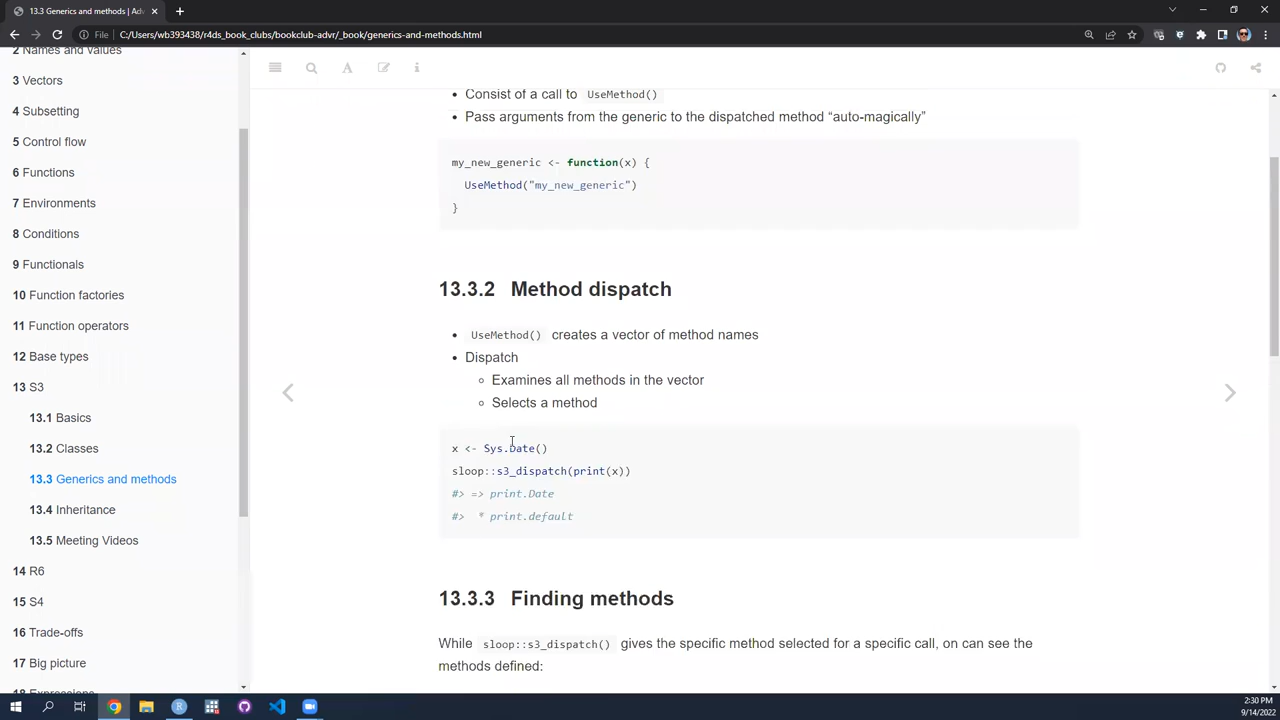 13.3 Generics and methods | Adv
C:/Users/wb393438/r4ds_book_clubs/bookclub-advr/_book/generics-and-methods.html
File
2 Names and values
3 Vectors
4 Subsetting
5 Control flow
6 Functions
7 Environments
8 Conditions
9 Functionals
10 Function factories
11 Function operators
12 Base types
13 S3
13.1 Basics
13.2 Classes
13.3 Generics and methods
13.4 Inheritance
13.5 Meeting Videos
14 R6
15 S4
16 Trade-offs
17 Big picture
18 Expressions
• Consist of a call to UseMethod()
• Pass arguments from the generic to the dispatched method “auto-magically”
my_new_generic <- function(x) {
UseMethod("my_new_generic")
}
13.3.2 Method dispatch
• UseMethod() creates a vector of method names
• Dispatch
◦ Examines all methods in the vector
◦ Selects a method
x <- Sys.Date()
sloop::s3_dispatch(print(x))
#> => print.Date
#>  * print.default
13.3.3 Finding methods
While sloop::s3_dispatch() gives the specific method selected for a specific call, on can see the
methods defined:
2:30 PM
9/14/2022